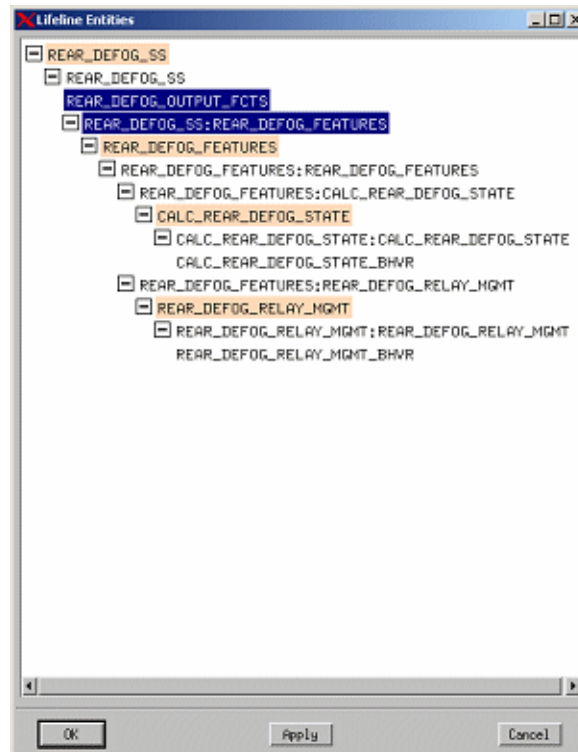 Lifeline Entities
REAR_DEFOG_SS
REAR_DEFOG_SS
REAR_DEFOG_OUTPUT_FCTS
REAR_DEFOG_SS:REAR_DEFOG_FEATURES
REAR_DEFOG_FEATURES
REAR_DEFOG_FEATURES:REAR_DEFOG_FEATURES
REAR_DEFOG_FEATURES:CALC_REAR_DEFOG_STATE
CALC_REAR_DEFOG_STATE
CALC_REAR_DEFOG_STATE:CALC_REAR_DEFOG_STATE
CALC_REAR_DEFOG_STATE_BHVR
REAR_DEFOG_FEATURES:REAR_DEFOG_RELAY_MGMT
REAR_DEFOG_RELAY_MGMT
REAR_DEFOG_RELAY_MGMT:REAR_DEFOG_RELAY_MGMT
REAR_DEFOG_RELAY_MGMT_BHVR
OK Apply Cancel